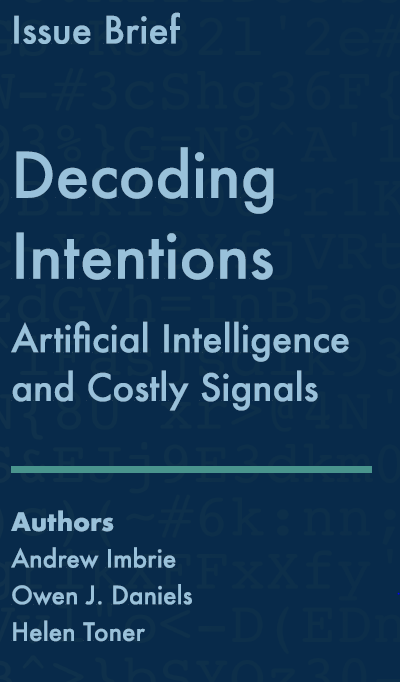 Issue Brief
Decoding
Intentions
Artificial Intelligence
and Costly Signals
Authors
Andrew Imbrie
Owen J. Daniels
Helen Toner